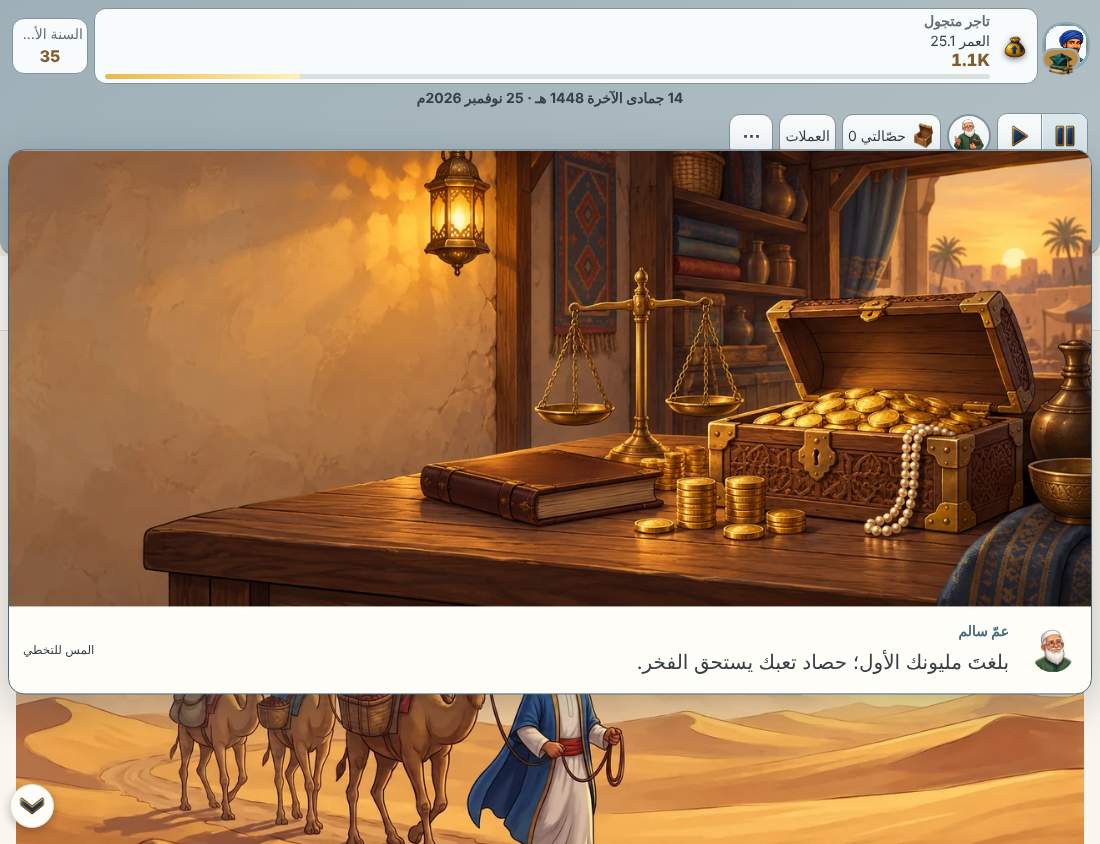 تاجر متجول
العمر 25.1
1.1K
السنة الأ...
35
14 جمادى الآخرة 1448 هـ · 25 نوفمبر 2026م
حصّالتي 0
العملات
...
عمّ سالم
بلغتَ مليونك الأول؛ حصاد تعبك يستحق الفخر.
المس للتخطي